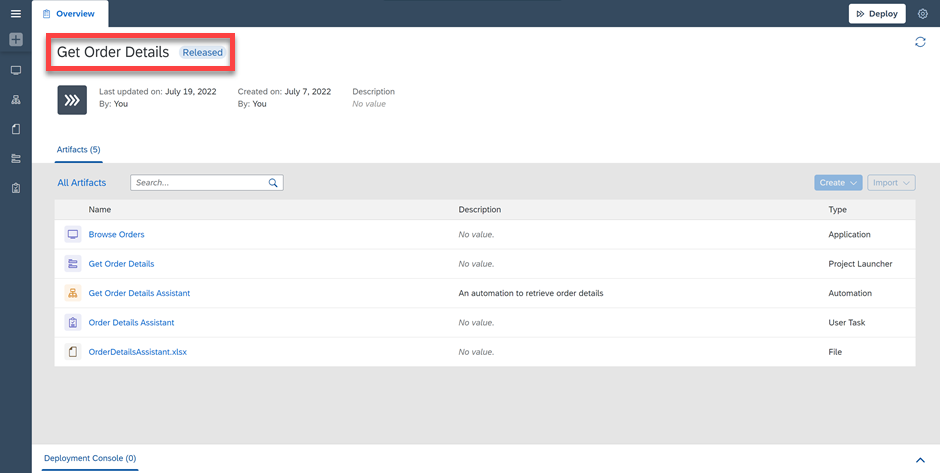 Overview
Deploy
Get Order Details Released
Last updated on: July 19, 2022 Created on: July 7, 2022 Description
By: You By: You No value
Artifacts (5)
All Artifacts Search... Create Import
Name Description Type
Browse Orders No value. Application
Get Order Details No value. Project Launcher
Get Order Details Assistant An automation to retrieve order details Automation
Order Details Assistant No value. User Task
OrderDetailsAssistant.xlsx No value. File
Deployment Console (0)